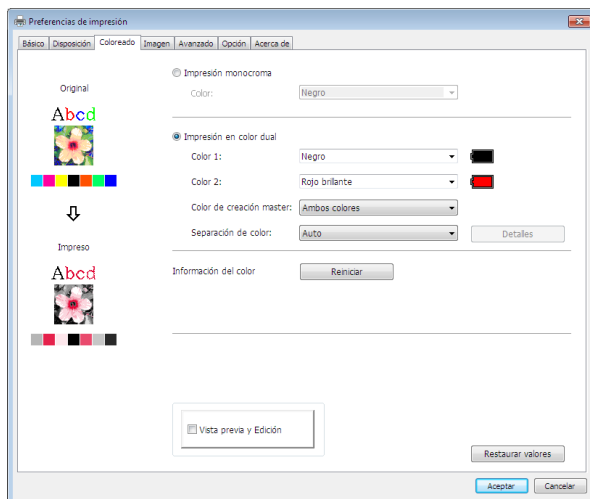 Preferencias de impresión
Básico Disposición Coloreado Imagen Avanzado Opción Acerca de
Original
Abcd
Impreso
Abcd
Impresión monocroma
Color: Negro
Impresión en color dual
Color 1: Negro
Color 2: Rojo brillante
Color de creación master: Ambos colores
Separación de color: Auto Detalles
Información del color Reiniciar
Vista previa y Edición
Restaurar valores
Aceptar Cancelar